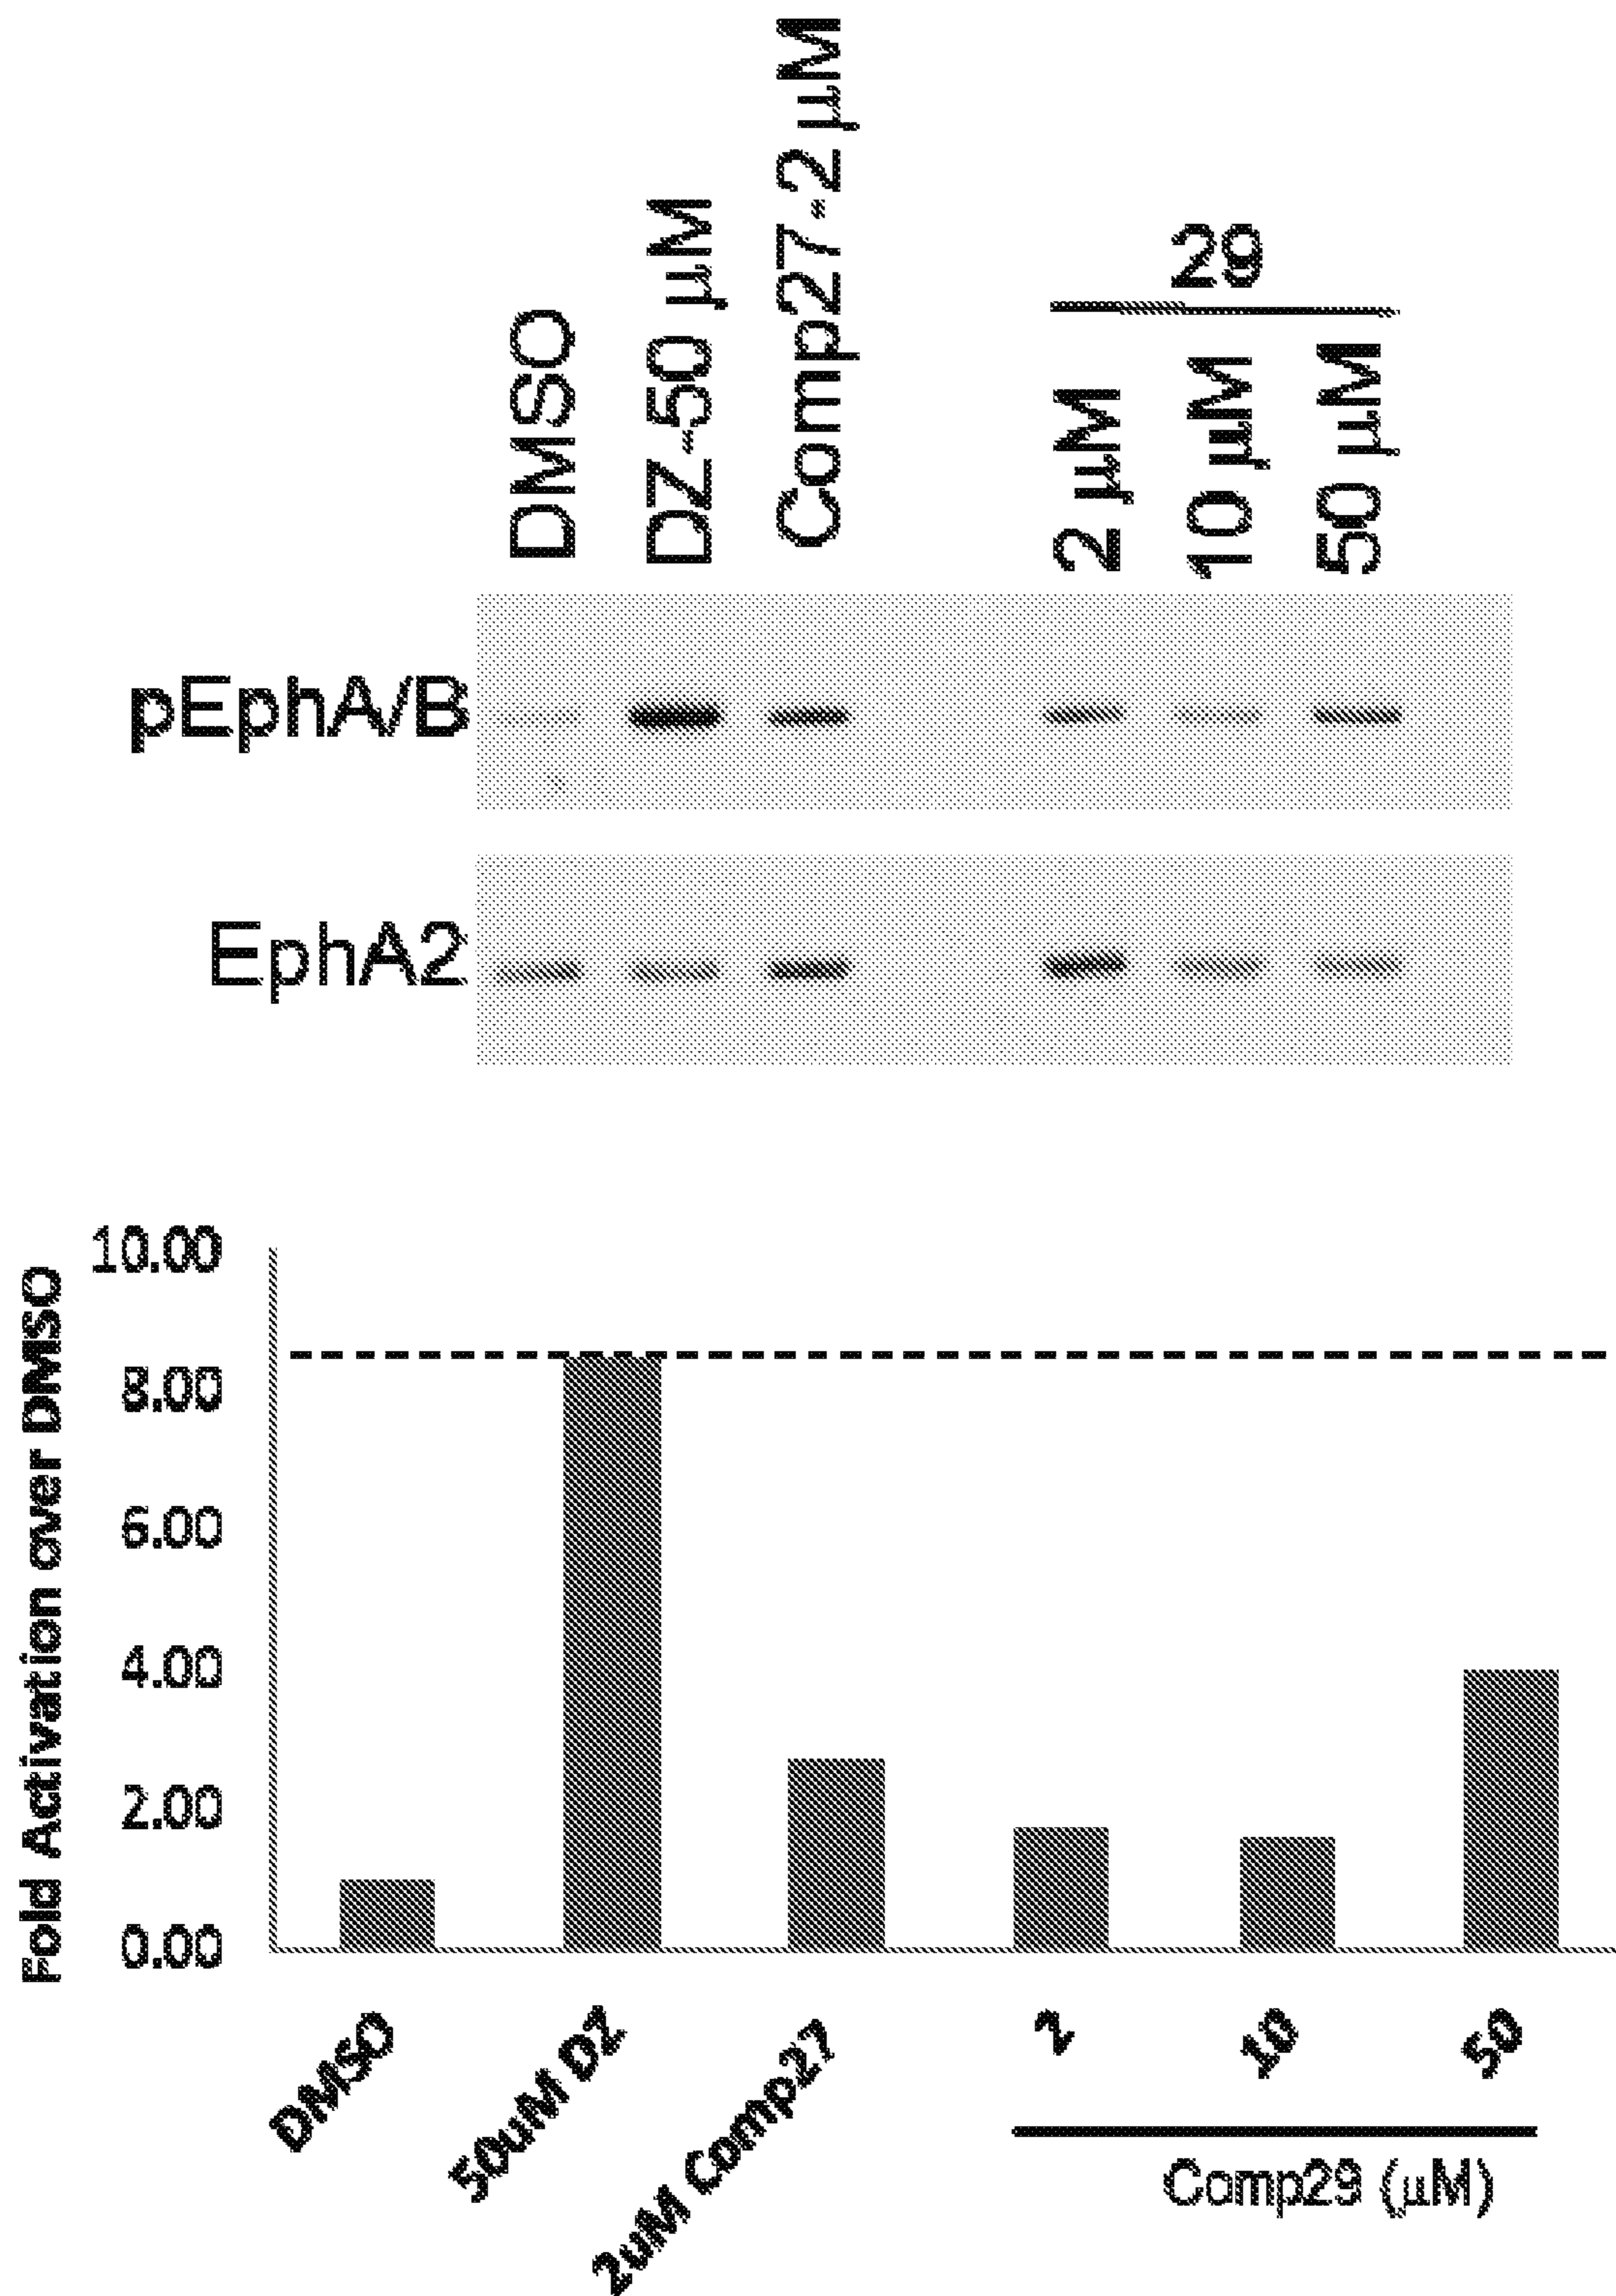 DMSO
DZ-50 μM
Comp27-2 μM
29
2 μM
10 μM
50 μM
pEphA/B
EphA2
Fold Activation over DMSO
10.00
8.00
6.00
4.00
2.00
0.00
DMSO
50uM DZ
2uM Comp27
2
10
50
Comp29 (μM)